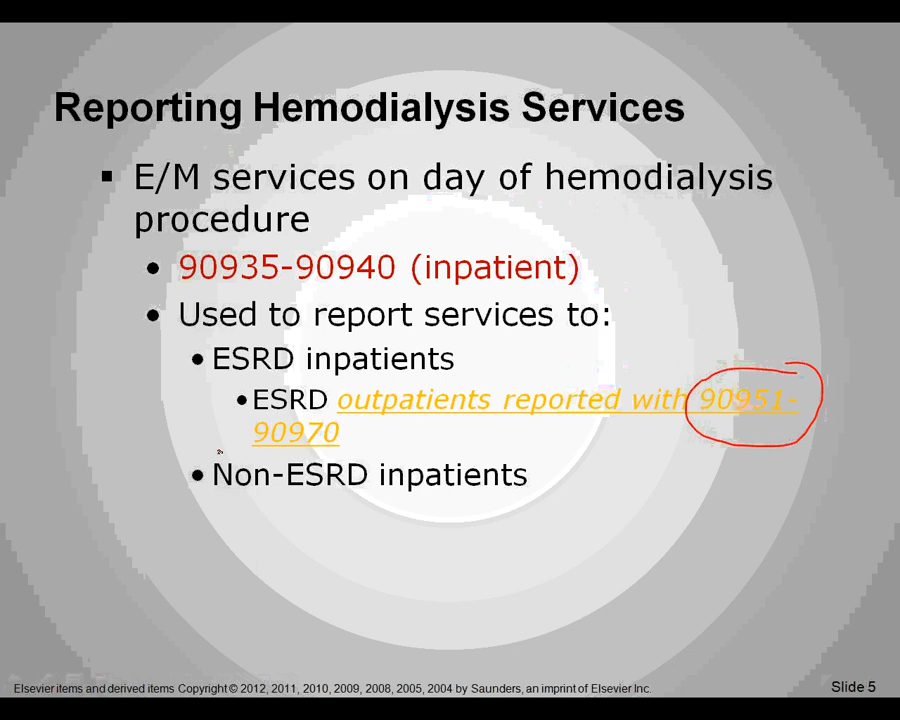 Reporting Hemodialysis Services
▪ E/M services on day of hemodialysis
procedure
• 90935-90940 (inpatient)
• Used to report services to:
• ESRD inpatients
• ESRD outpatients reported with 90951-
90970
• Non-ESRD inpatients
Elsevier items and derived items Copyright © 2012, 2011, 2010, 2009, 2008, 2005, 2004 by Saunders, an imprint of Elsevier Inc.
Slide 5